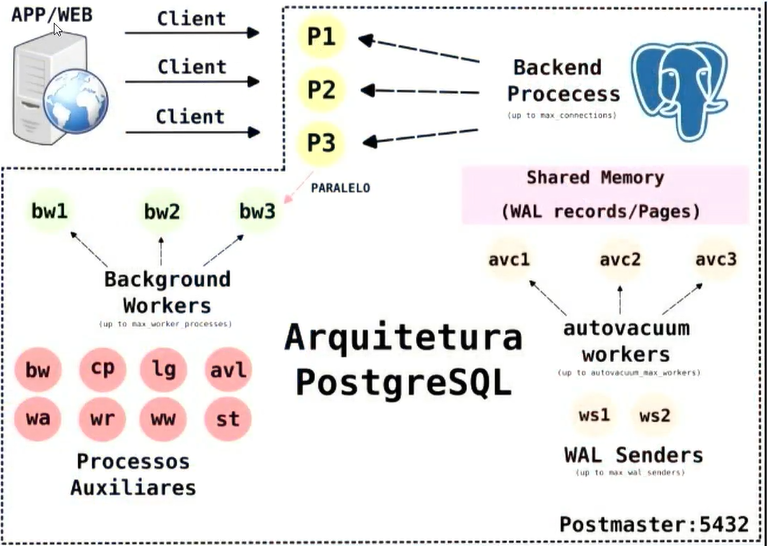 APP/WEB
Client
Client
Client
P1
P2
P3
Backend
Procecess
(up to max_connections)
PARALELO
Shared Memory
(WAL records/Pages)
bw1
bw2
bw3
Background
Workers
(up to max_worker_processes)
avc1
avc2
avc3
autovacuum
workers
(up to autovacuum_max_workers)
Arquitetura
PostgreSQL
bw
cp
lg
avl
wa
wr
ww
st
Processos
Auxiliares
ws1
ws2
WAL Senders
(up to max_wal_senders)
Postmaster:5432